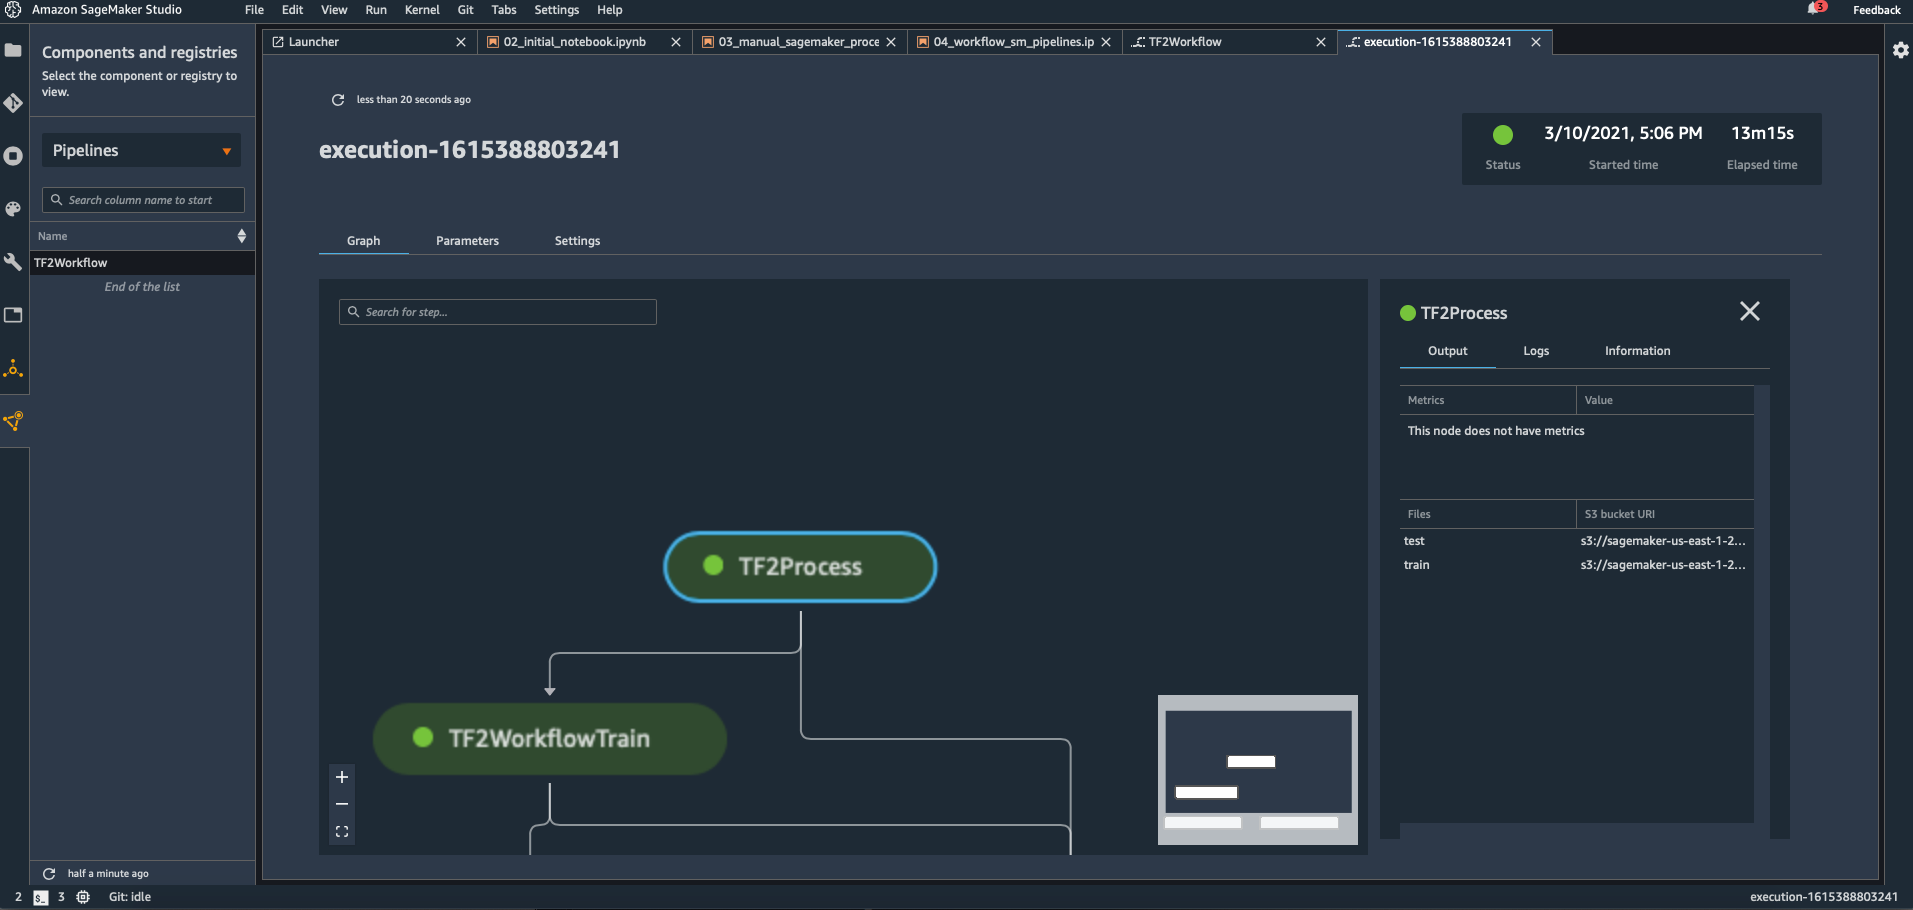 Amazon SageMaker Studio
File Edit View Run Kernel Git Tabs Settings Help
3
Feedback
Components and registries
Select the component or registry to
view.
Pipelines
Search column name to start
Name
TF2Workflow
End of the list
half a minute ago
Launcher
02_initial_notebook.ipynb
03_manual_sagemaker_proce
04_workflow_sm_pipelines.ip
TF2Workflow
execution-1615388803241
less than 20 seconds ago
execution-1615388803241
3/10/2021, 5:06 PM 13m15s
Status Started time Elapsed time
Graph Parameters Settings
Search for step...
TF2Process
TF2WorkflowTrain
TF2Process
Output Logs Information
Metrics Value
This node does not have metrics
Files S3 bucket URI
test s3://sagemaker-us-east-1-2...
train s3://sagemaker-us-east-1-2...
2 $_ 3 Git: idle
execution-1615388803241